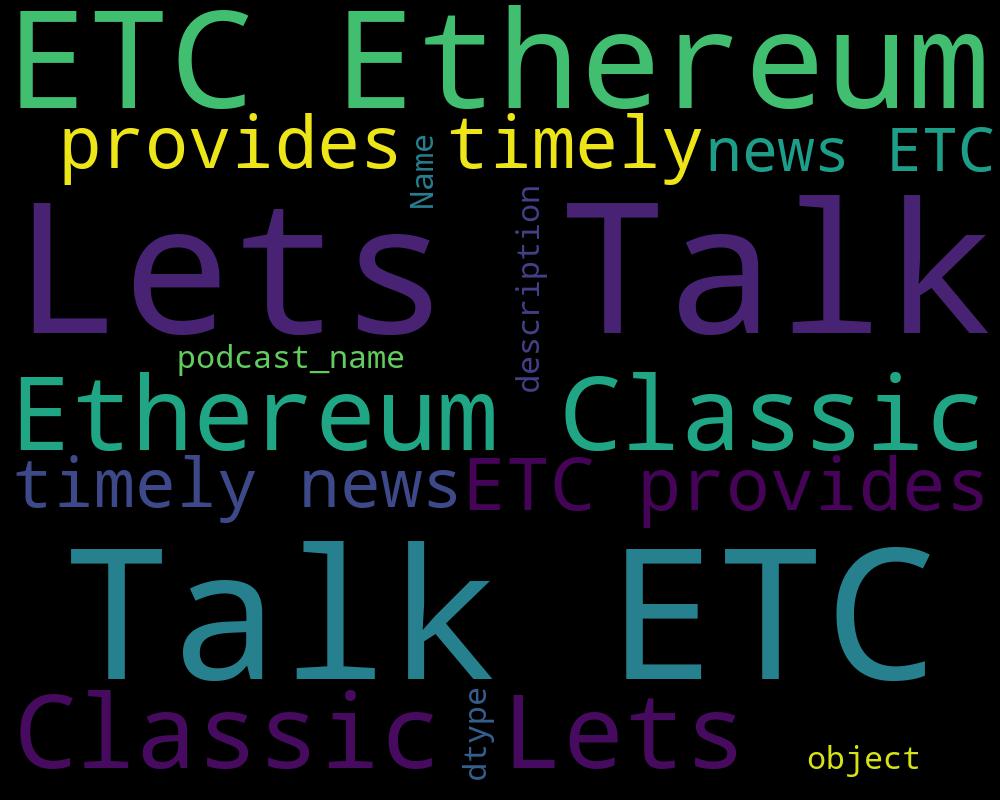 ETC Ethereum
provides
Name
timely
news ETC
Lets Talk
description
podcast_name
Ethereum Classic
timely news
ETC provides
Talk ETC
Classic Lets
dtype
object